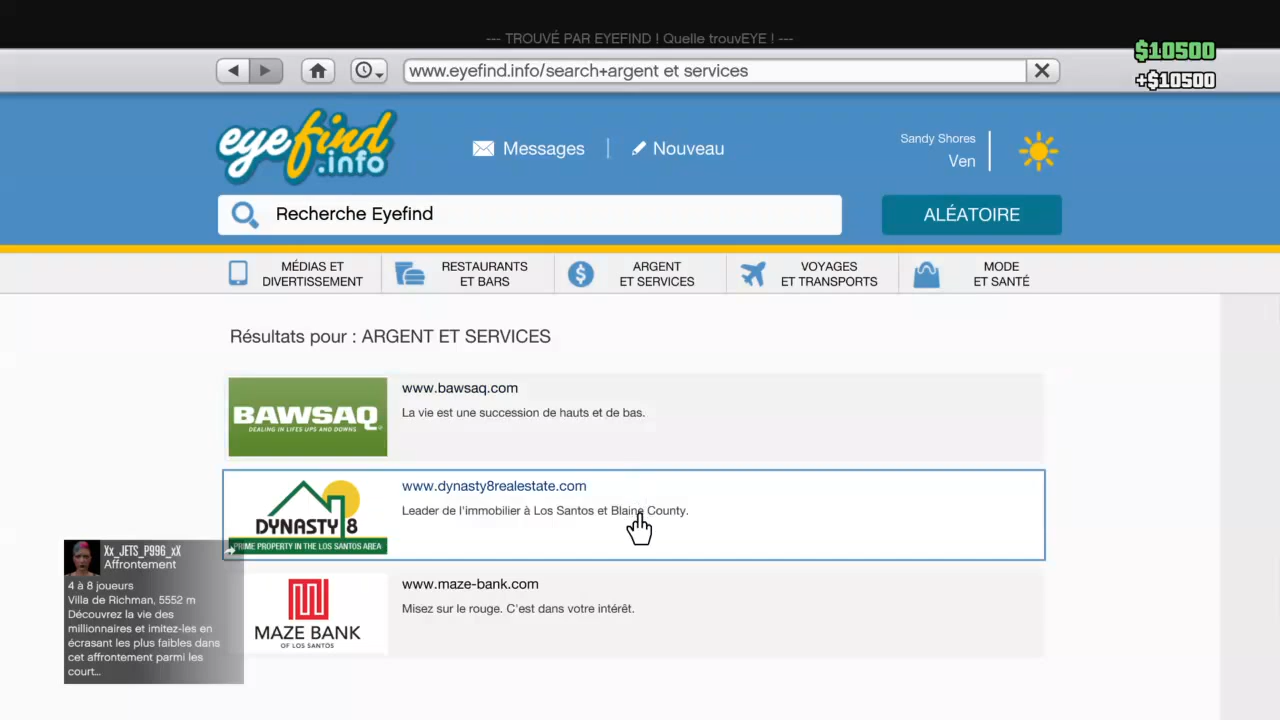 --- TROUVÉ PAR EYEFIND ! Quelle trouvEYE ! ---
$10500
+$10500
www.eyefind.info/search+argent et services
eyefind
.info
Messages
Nouveau
Sandy Shores
Ven
Recherche Eyefind
ALÉATOIRE
MÉDIAS ET
DIVERTISSEMENT
RESTAURANTS
ET BARS
ARGENT
ET SERVICES
VOYAGES
ET TRANSPORTS
MODE
ET SANTÉ
Résultats pour : ARGENT ET SERVICES
BAWSAQ
DEALING IN LIFES UPS AND DOWNS
www.bawsaq.com
La vie est une succession de hauts et de bas.
DYNASTY 8
PRIME PROPERTY IN THE LOS SANTOS AREA
www.dynasty8realestate.com
Leader de l'immobilier à Los Santos et Blaine County.
MAZE BANK
OF LOS SANTOS
www.maze-bank.com
Misez sur le rouge. C'est dans votre intérêt.
Xx_JETS_P996_xX
Affrontement
4 à 8 joueurs
Villa de Richman, 5552 m
Découvrez la vie des
millionnaires et imitez-les en
écrasant les plus faibles dans
cet affrontement parmi les
court...